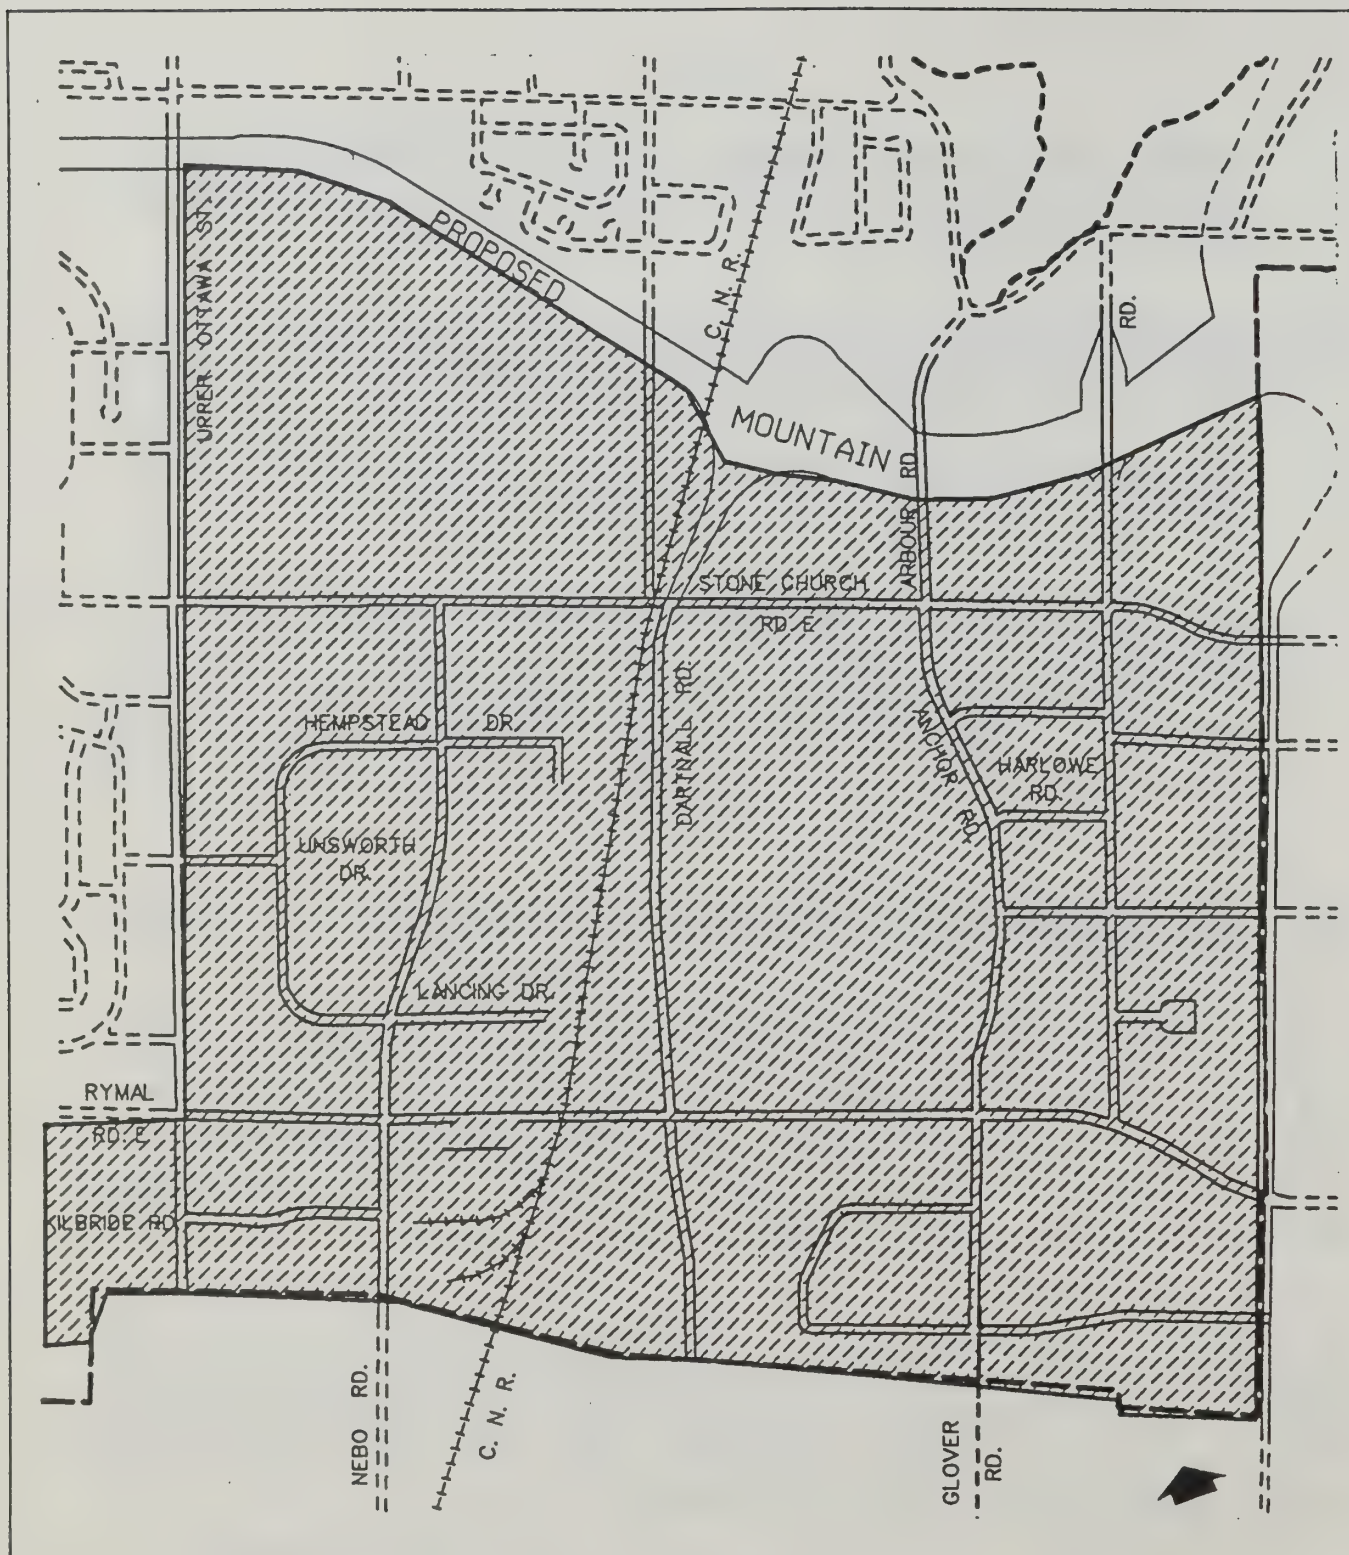 PROPOSED
C. N. R.
RD.
URRER OTTAWA ST.
MOUNTAIN
ARBOUR RD
STONE CHURCH
RD E
HEMPSTEAD DR.
DARTNALL RD.
ANCHOR RD.
HARLOWE
RD.
UNSWORTH
DR.
LANCING DR.
RYMAL
RD E
KILBRIDE RD
NEBO RD.
C. N. R.
GLOVER
RD.